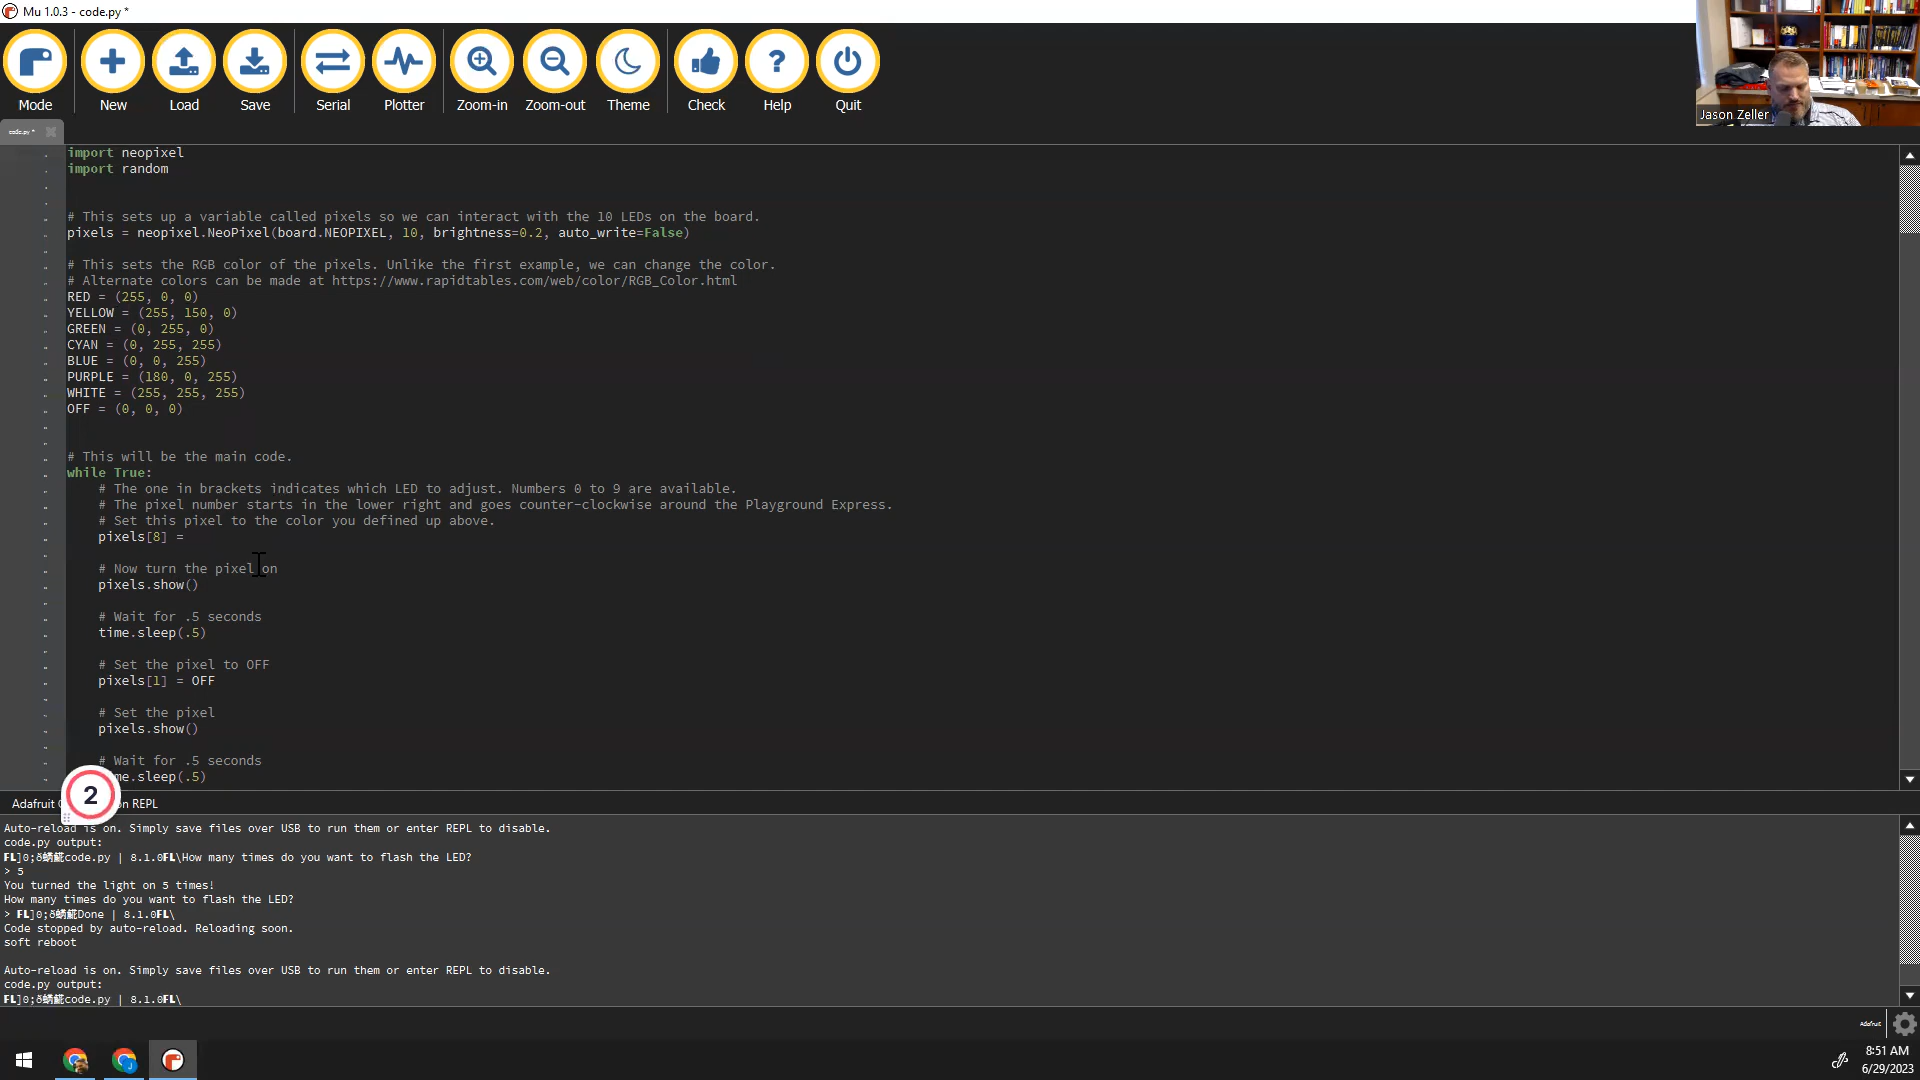 Mu 1.0.3 - code.py *
Mode
New
Load
Save
Serial
Plotter
Zoom-in
Zoom-out
Theme
Check
Help
Quit
Jason Zeller
code.py *
import neopixel
import random
# This sets up a variable called pixels so we can interact with the 10 LEDs on the board.
pixels = neopixel.NeoPixel(board.NEOPIXEL, 10, brightness=0.2, auto_write=False)
# This sets the RGB color of the pixels. Unlike the first example, we can change the color.
# Alternate colors can be made at https://www.rapidtables.com/web/color/RGB_Color.html
RED = (255, 0, 0)
YELLOW = (255, 150, 0)
GREEN = (0, 255, 0)
CYAN = (0, 255, 255)
BLUE = (0, 0, 255)
PURPLE = (180, 0, 255)
WHITE = (255, 255, 255)
OFF = (0, 0, 0)
# This will be the main code.
while True:
# The one in brackets indicates which LED to adjust. Numbers 0 to 9 are available.
# The pixel number starts in the lower right and goes counter-clockwise around the Playground Express.
# Set this pixel to the color you defined up above.
pixels[8] =
# Now turn the pixel on
pixels.show()
# Wait for .5 seconds
time.sleep(.5)
# Set the pixel to OFF
pixels[1] = OFF
# Set the pixel
pixels.show()
# Wait for .5 seconds
me.sleep(.5)
2
Adafruit on REPL
Auto-reload is on. Simply save files over USB to run them or enter REPL to disable.
code.py output:
code.py | 8.1.0FL\How many times do you want to flash the LED?
> 5
You turned the light on 5 times!
How many times do you want to flash the LED?
> Done | 8.1.0FL\
Code stopped by auto-reload. Reloading soon.
soft reboot
Auto-reload is on. Simply save files over USB to run them or enter REPL to disable.
code.py output:
code.py | 8.1.0FL\
Adafruit
8:51 AM
6/29/2023